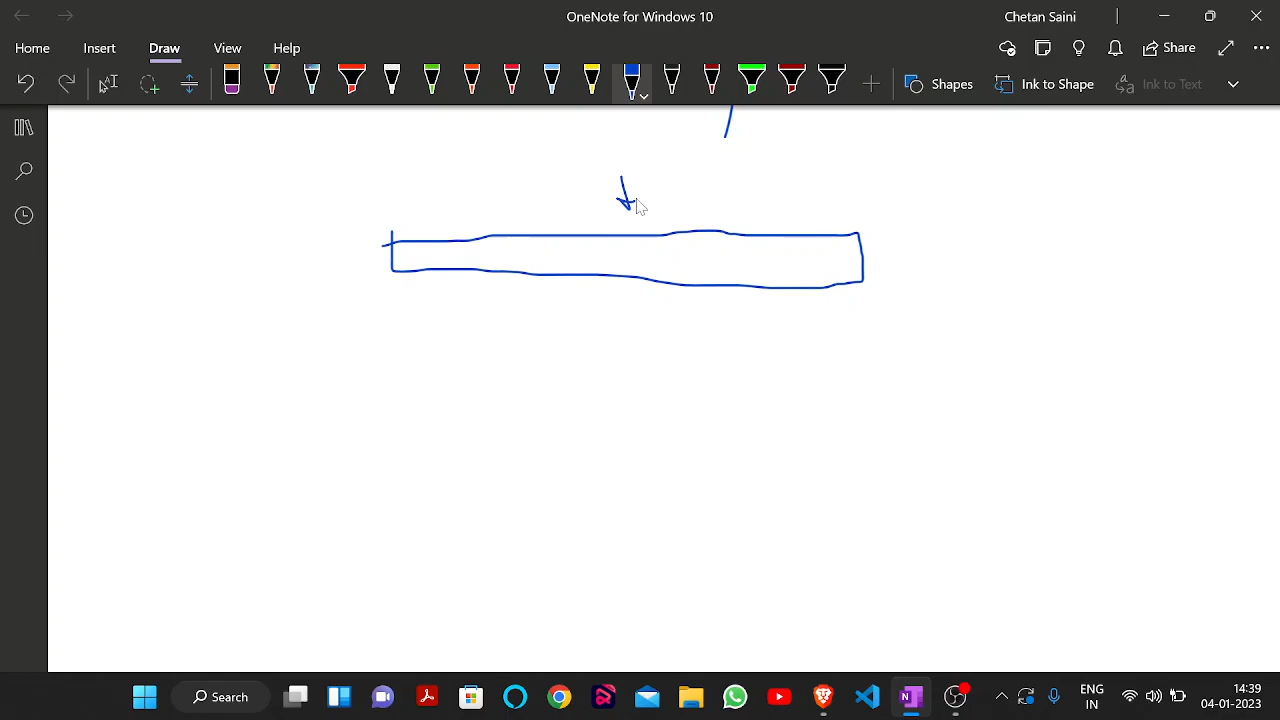 OneNote for Windows 10
Chetan Saini
Home Insert Draw View Help
Share
Shapes
Ink to Shape
Ink to Text
Search
ENG
IN
14:39
04-01-2023